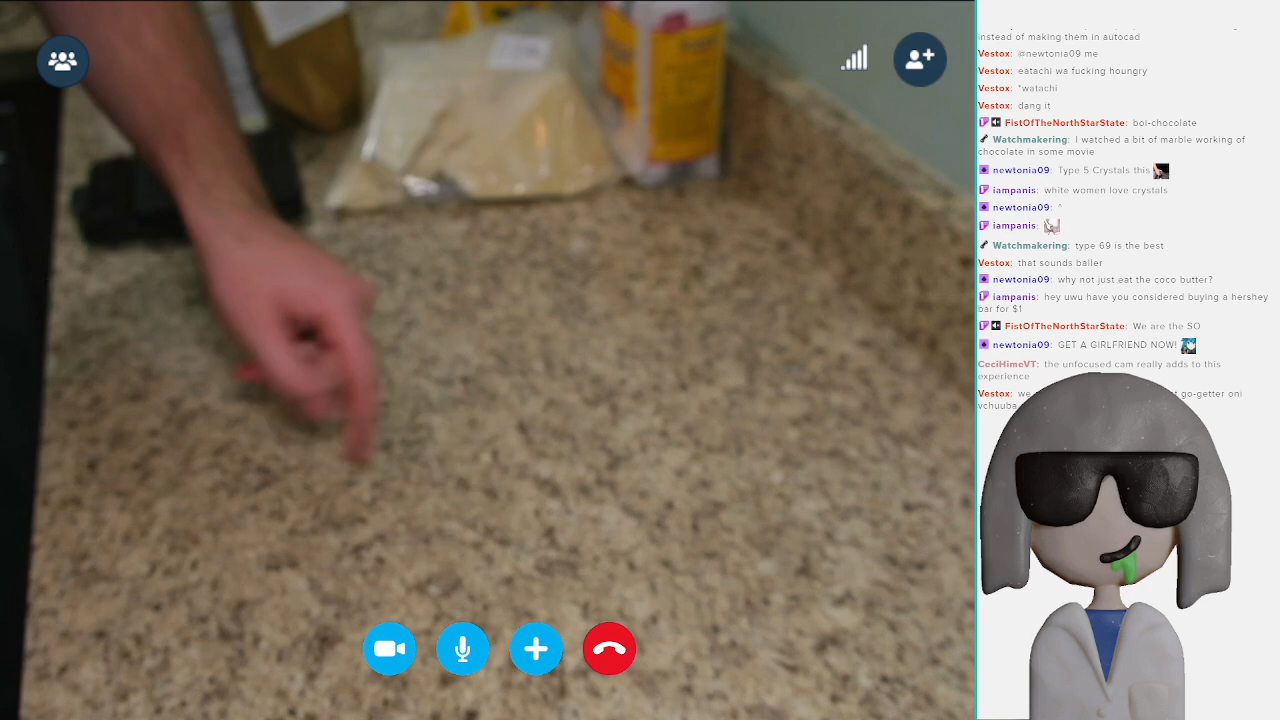 instead of making them in autocad
Vestox: @newtonia09 me
Vestox: eatachi wa fucking houngry
Vestox: *watachi
Vestox: dang it
FistOfTheNorthStarState: boi-chocolate
Watchmakering: I watched a bit of marble working of
chocolate in some movie
newtonia09: Type 5 Crystals this
iampanis: white women love crystals
newtonia09: ^
iampanis:
Watchmakering: type 69 is the best
Vestox: that sounds baller
newtonia09: why not just eat the coco butter?
iampanis: hey uwu have you considered buying a hershey
bar for $1
FistOfTheNorthStarState: We are the SO
newtonia09: GET A GIRLFRIEND NOW!
CeciHimeVT: the unfocused cam really adds to this
experience
Vestox: we go-getter oni
vchuuba